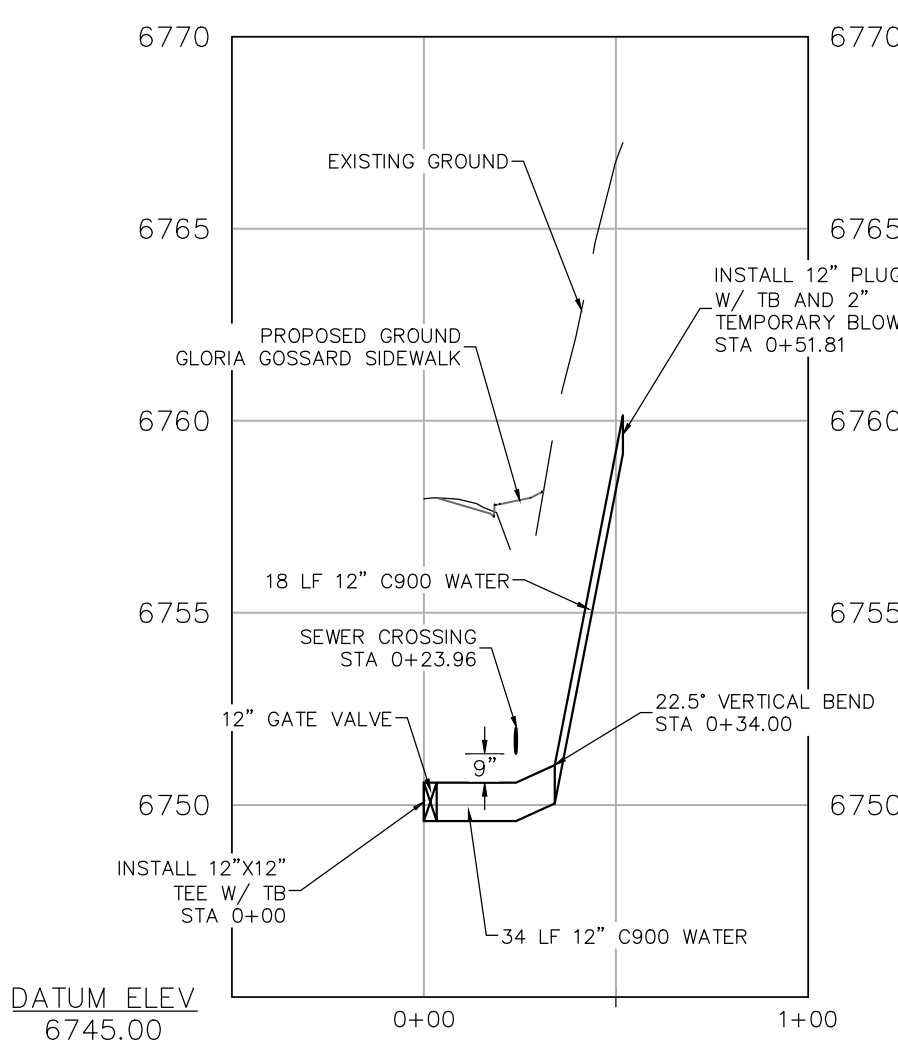 6770
6770
EXISTING GROUND
6765
6765
INSTALL 12" PLUG
W/ TB AND 2"
TEMPORARY BLOW
STA 0+51.81
PROPOSED GROUND
GLORIA GOSSARD SIDEWALK
6760
6760
18 LF 12" C900 WATER
6755
6755
SEWER CROSSING
STA 0+23.96
22.5° VERTICAL BEND
STA 0+34.00
12" GATE VALVE
9"
6750
6750
INSTALL 12"X12"
TEE W/ TB
STA 0+00
34 LF 12" C900 WATER
DATUM ELEV
6745.00
0+00
1+00